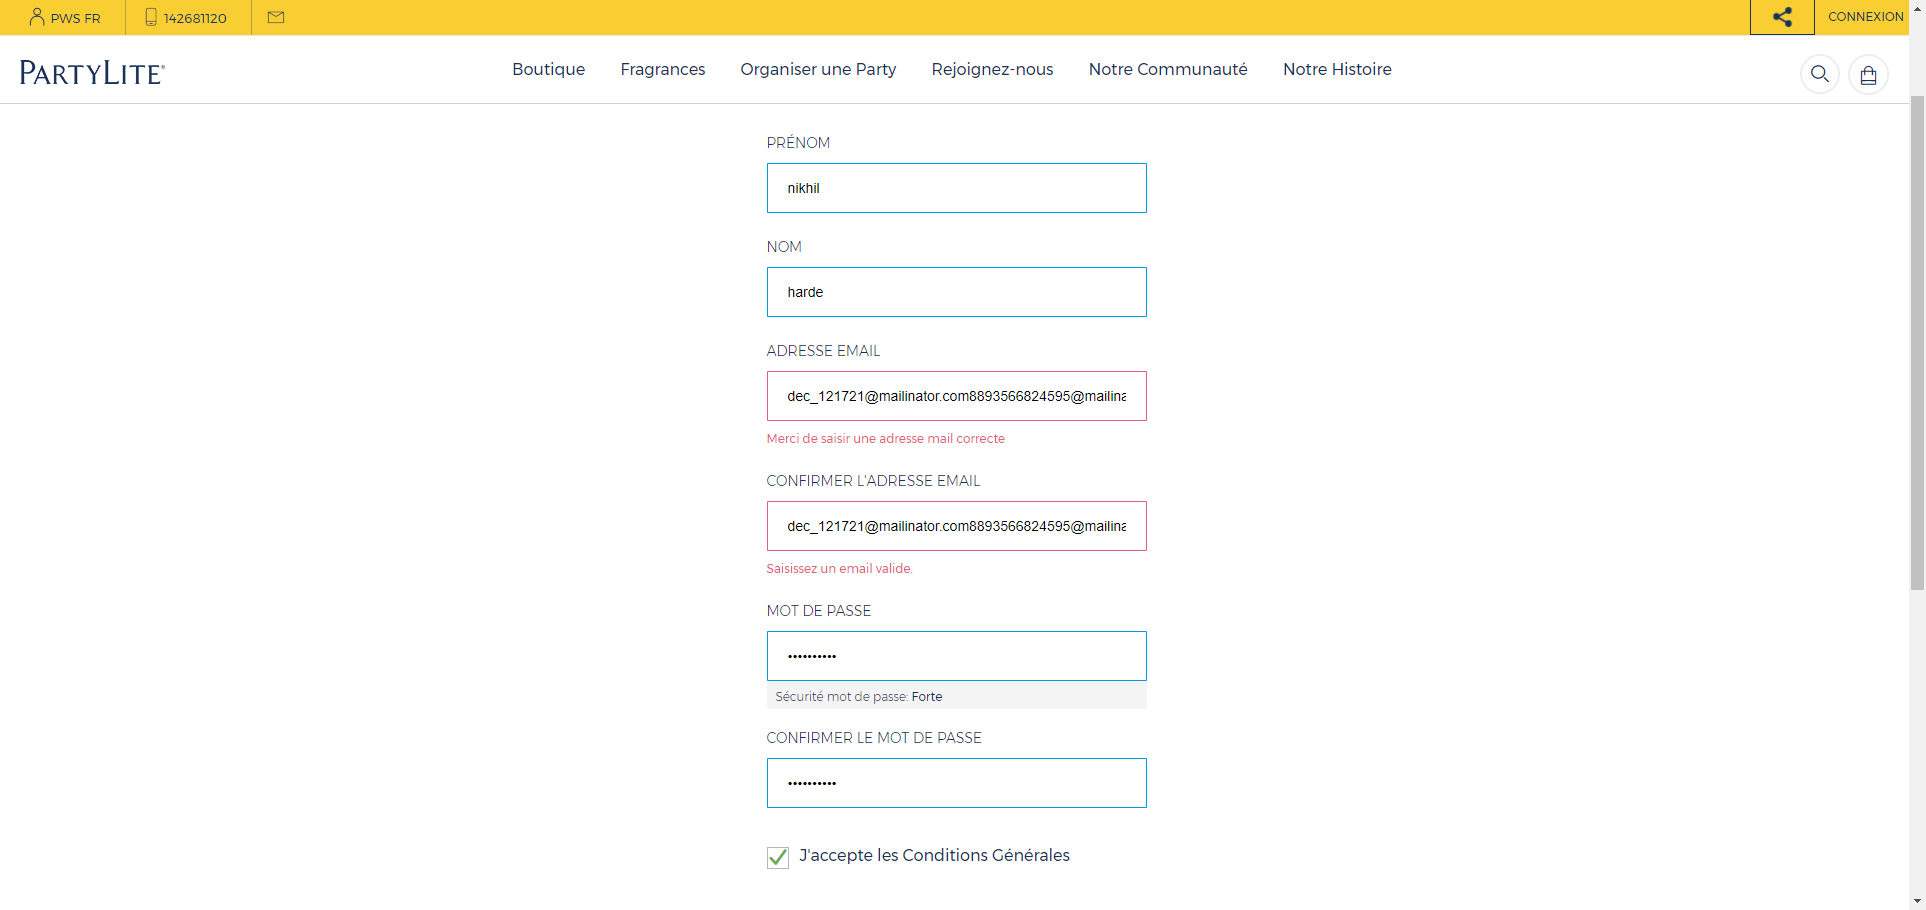 PWS FR
142681120
CONNEXION
PARTYLITE®
Boutique
Fragrances
Organiser une Party
Rejoignez-nous
Notre Communauté
Notre Histoire
PRÉNOM
nikhil
NOM
harde
ADRESSE EMAIL
dec_121721@mailinator.com8893566824595@mailina
Merci de saisir une adresse mail correcte
CONFIRMER L'ADRESSE EMAIL
dec_121721@mailinator.com8893566824595@mailina
Saisissez un email valide.
MOT DE PASSE
••••••••••
Sécurité mot de passe: Forte
CONFIRMER LE MOT DE PASSE
••••••••••
J'accepte les Conditions Générales